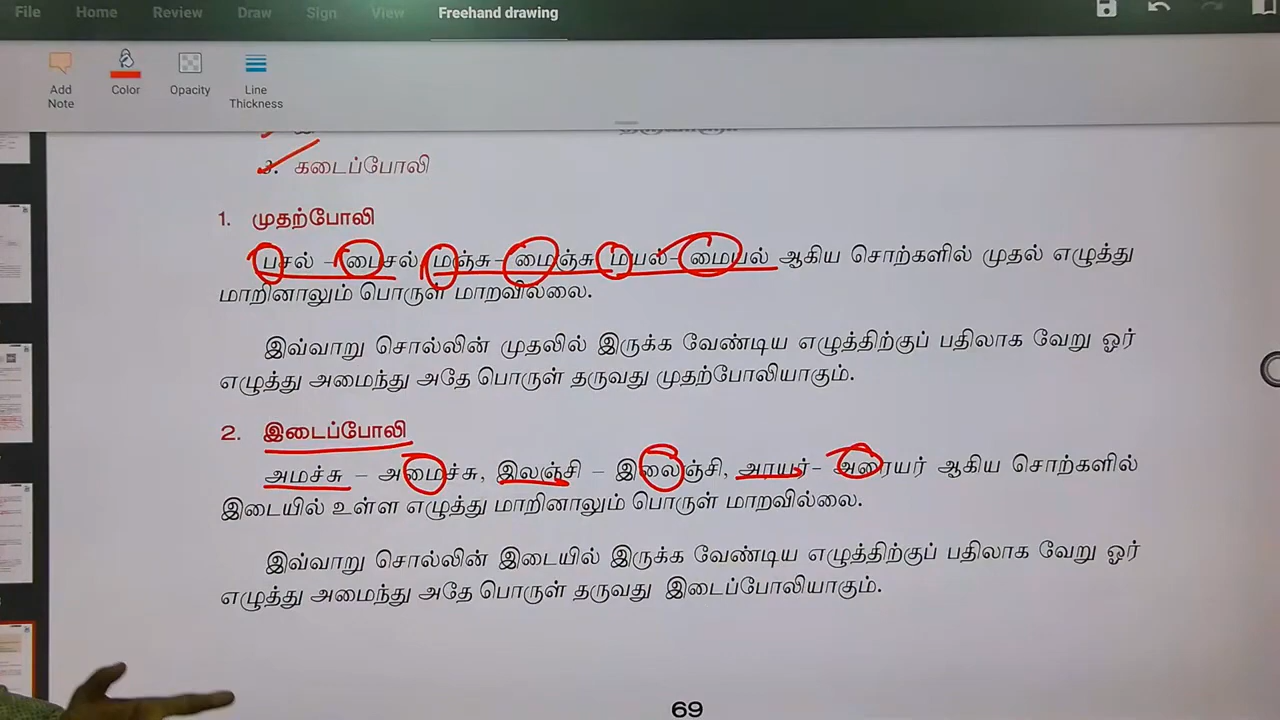 File Home Review Draw Sign View Freehand drawing
Add Note Color Opacity Line Thickness
3. கடைப்போலி
1. முதற்போலி
பசல் – பைசல் மஞ்சு– மைஞ்சு மயல்– மையல் ஆகிய சொற்களில் முதல் எழுத்து
மாறினாலும் பொருள் மாறவில்லை.
இவ்வாறு சொல்லின் முதலில் இருக்க வேண்டிய எழுத்திற்குப் பதிலாக வேறு ஓர்
எழுத்து அமைந்து அதே பொருள் தருவது முதற்போலியாகும்.
2. இடைப்போலி
அமச்சு – அமைச்சு, இலஞ்சி – இலைஞ்சி, அரயர்– அரையர் ஆகிய சொற்களில்
இடையில் உள்ள எழுத்து மாறினாலும் பொருள் மாறவில்லை.
இவ்வாறு சொல்லின் இடையில் இருக்க வேண்டிய எழுத்திற்குப் பதிலாக வேறு ஓர்
எழுத்து அமைந்து அதே பொருள் தருவது இடைப்போலியாகும்.
69